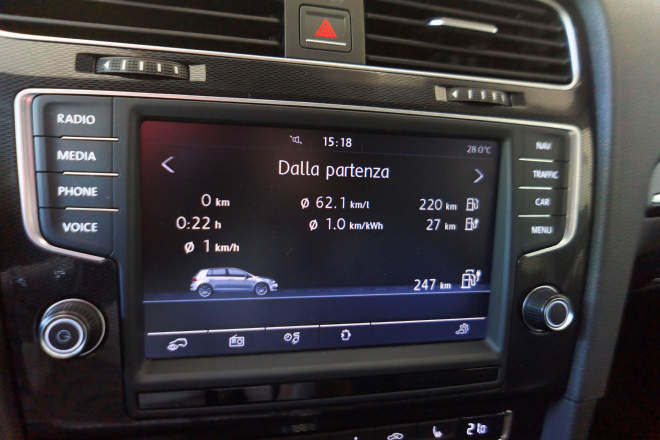 RADIO
MEDIA
PHONE
VOICE
15:18
28.0°C
Dalla partenza
0 km
Ø 62.1 km/l
220 km
0:22 h
Ø 1.0 km/kWh
27 km
Ø 1 km/h
247 km
NAV
TRAFFIC
CAR
MENU